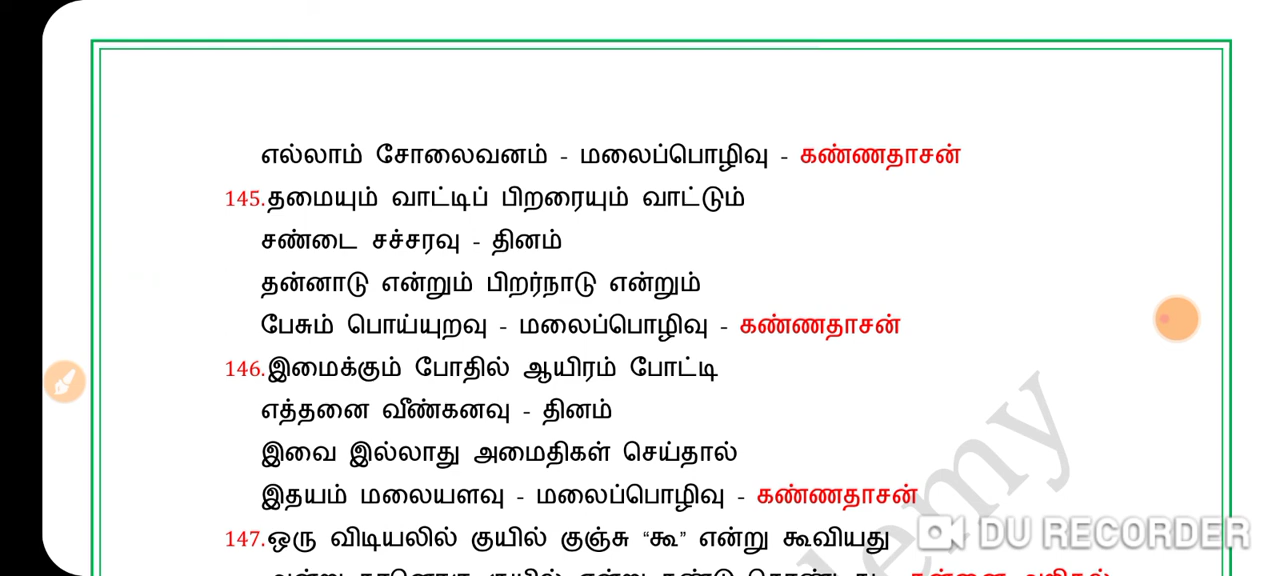 எல்லாம் சோலைவனம் - மலைப்பொழிவு - கண்ணதாசன்
145.தமையும் வாட்டிப் பிறரையும் வாட்டும்
சண்டை சச்சரவு - தினம்
தன்னாடு என்றும் பிறர்நாடு என்றும்
பேசும் பொய்யுறவு - மலைப்பொழிவு - கண்ணதாசன்
146.இமைக்கும் போதில் ஆயிரம் போட்டி
எத்தனை வீண்கனவு - தினம்
இவை இல்லாது அமைதிகள் செய்தால்
இதயம் மலையளவு - மலைப்பொழிவு - கண்ணதாசன்
147.ஒரு விடியலில் குயில் குஞ்சு “கூ” என்று கூவியது
demy
DU RECORDER